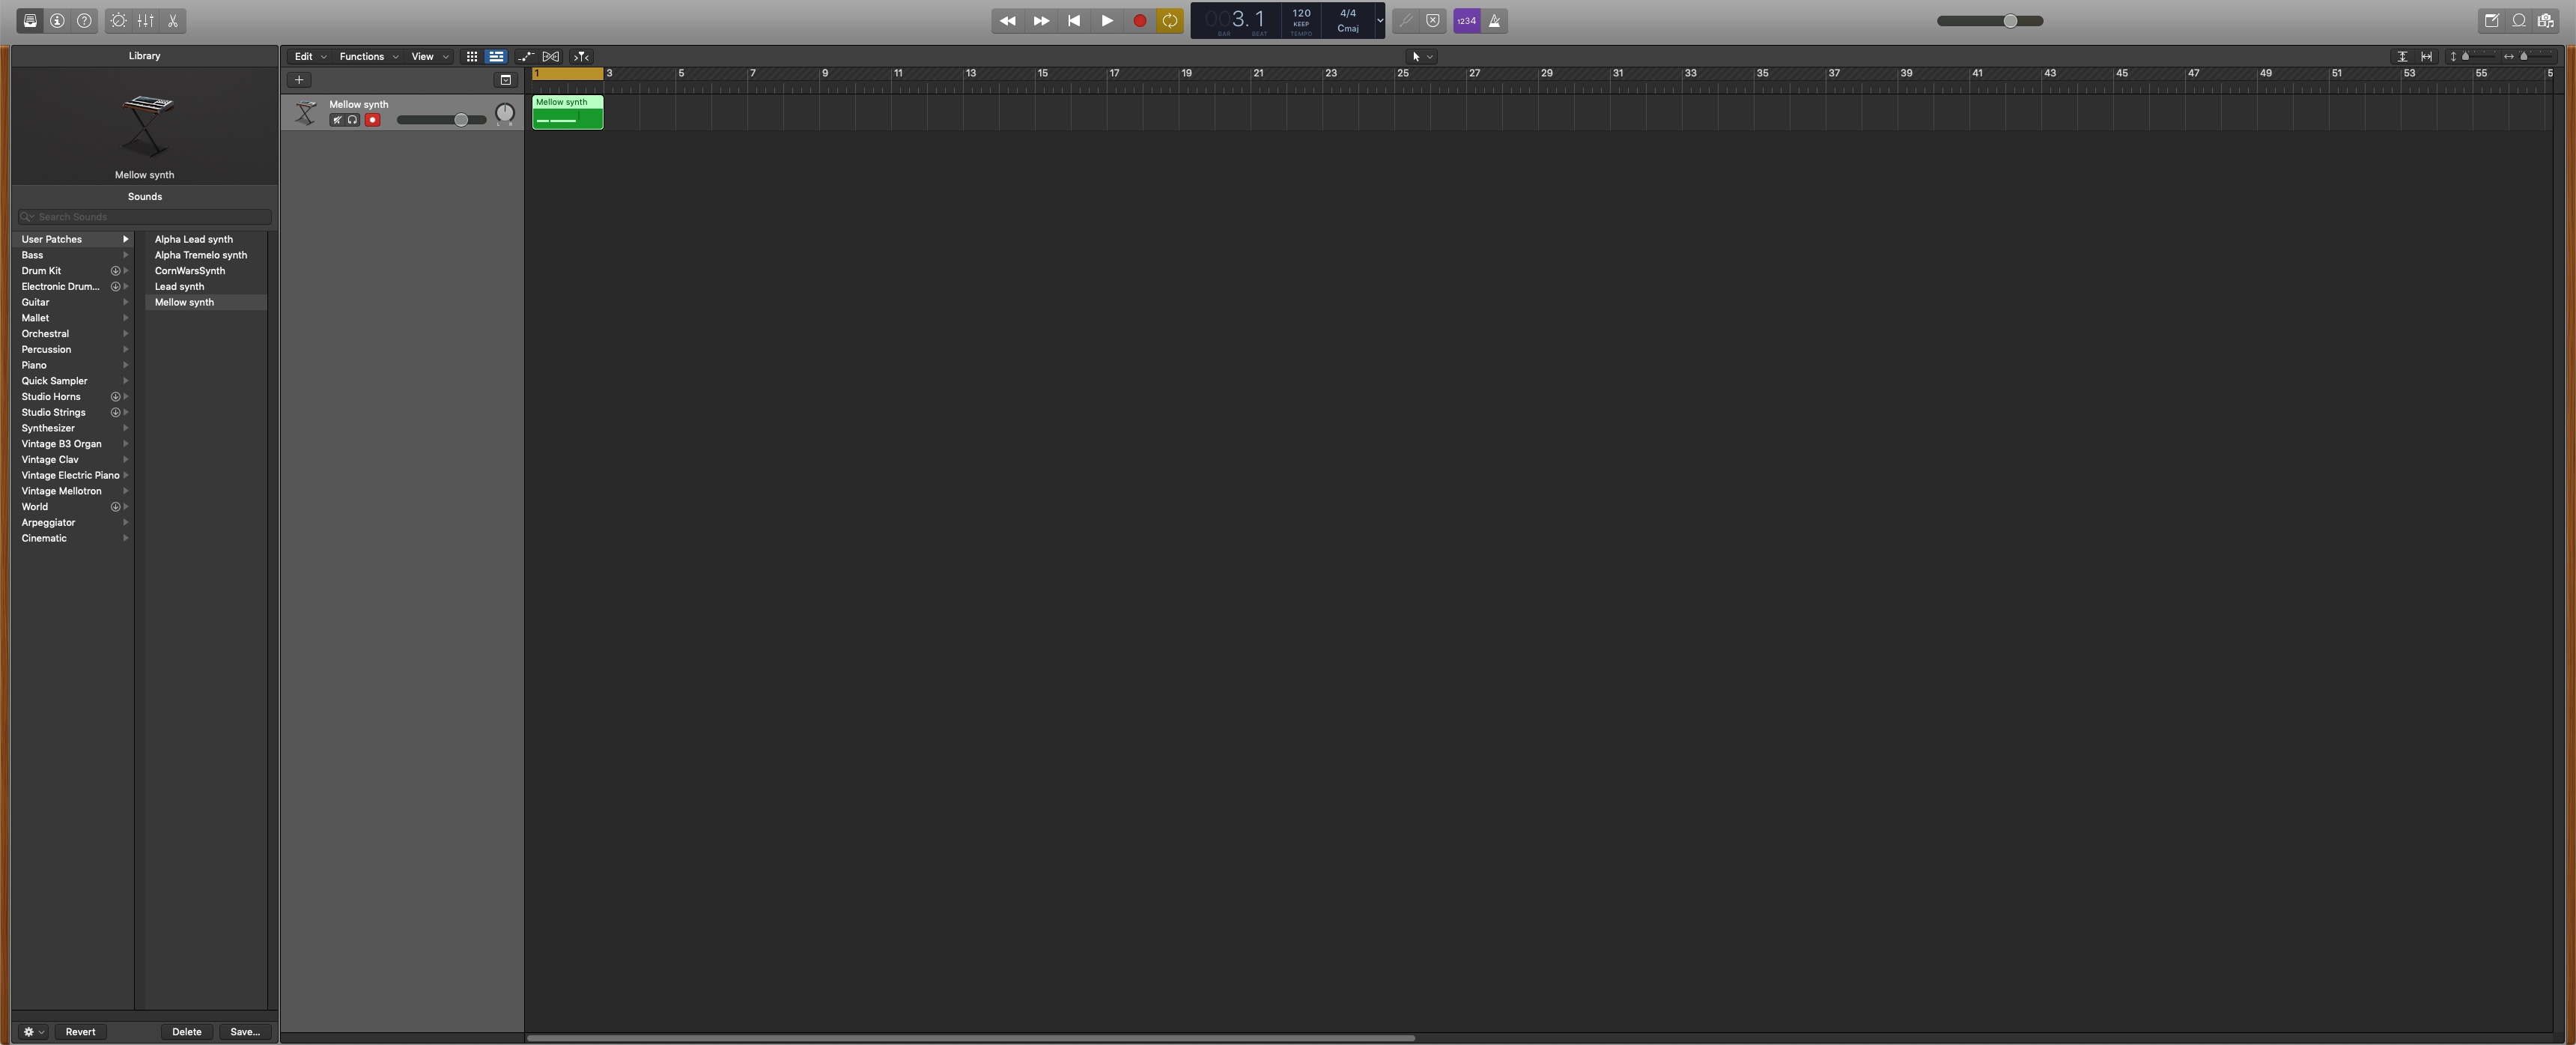 003. 1
BAR BEAT
120
KEEP
TEMPO
4/4
Cmaj
1234
Library
Mellow synth
Sounds
Search Sounds
User Patches
Bass
Drum Kit
Electronic Drum...
Guitar
Mallet
Orchestral
Percussion
Piano
Quick Sampler
Studio Horns
Studio Strings
Synthesizer
Vintage B3 Organ
Vintage Clav
Vintage Electric Piano
Vintage Mellotron
World
Arpeggiator
Cinematic
Alpha Lead synth
Alpha Tremelo synth
CornWarsSynth
Lead synth
Mellow synth
Revert
Delete
Save...
Edit Functions View
1 3 5 7 9 11 13 15 17 19 21 23 25 27 29 31 33 35 37 39 41 43 45 47 49 51 53 55 5
Mellow synth
L R
Mellow synth